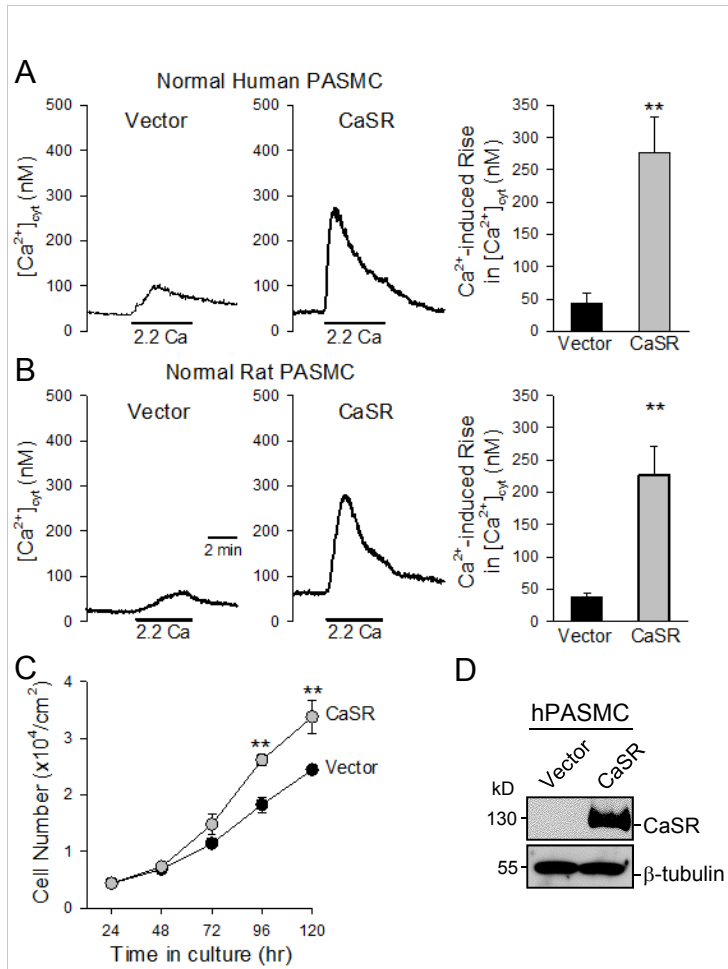 A
Normal Human PASMC
Vector
CaSR
[Ca²⁺]cyt (nM)
500
400
300
200
100
0
2.2 Ca
500
400
300
200
100
0
2.2 Ca
Ca²⁺-induced Rise
in [Ca²⁺]cyt (nM)
350
300
250
200
150
100
50
0
**
Vector
CaSR
B
Normal Rat PASMC
Vector
CaSR
[Ca²⁺]cyt (nM)
500
400
300
200
100
0
2 min
2.2 Ca
500
400
300
200
100
0
2.2 Ca
Ca²⁺-induced Rise
in [Ca²⁺]cyt (nM)
350
300
250
200
150
100
50
0
**
Vector
CaSR
C
Cell Number (x10⁴/cm²)
4
3
2
1
0
**
**
CaSR
Vector
24
48
72
96
120
Time in culture (hr)
D
hPASMC
Vector
CaSR
kD
130
CaSR
55
β-tubulin